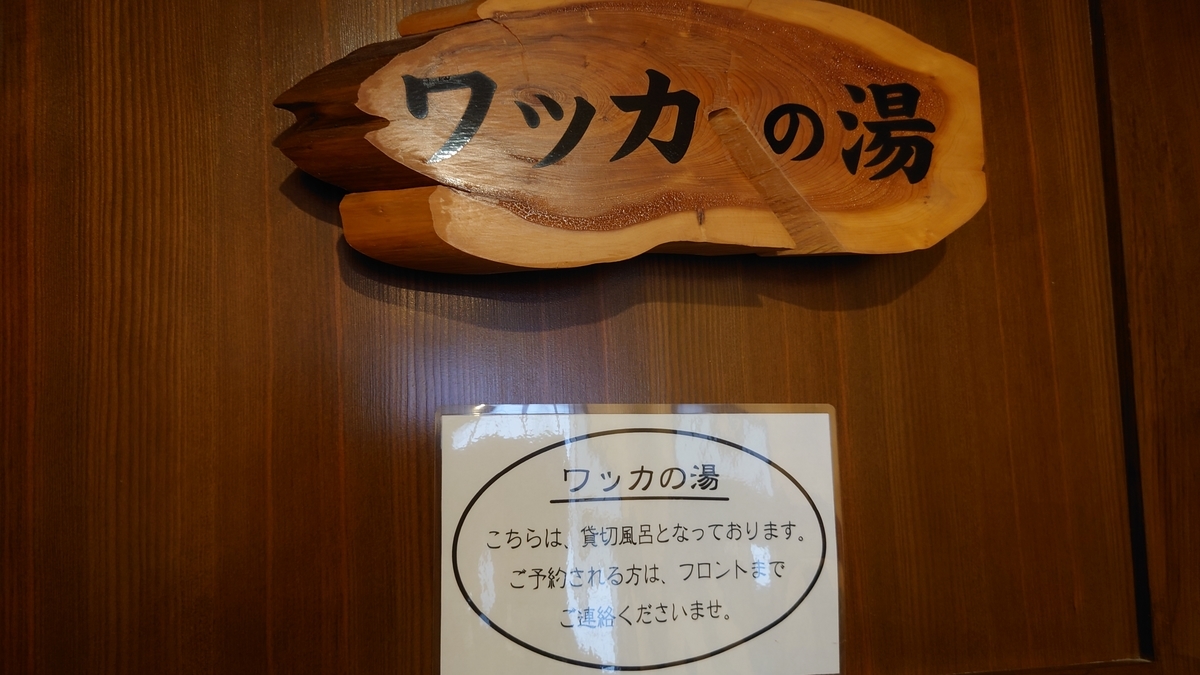 ワッカの湯
ワッカの湯
こちらは、貸切風呂となっております。
ご予約される方は、フロントまで
ご連絡くださいませ。